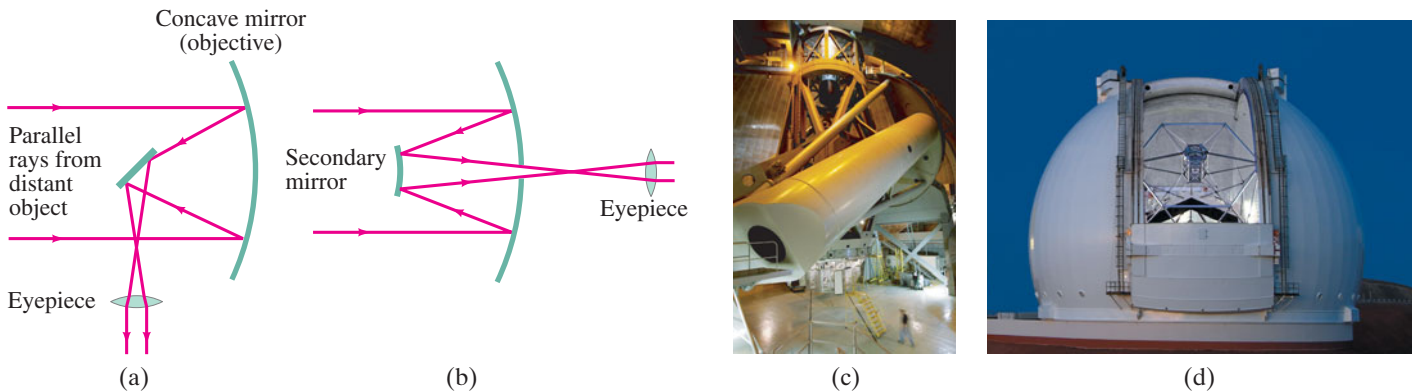 Concave mirror
(objective)
Parallel
rays from
distant
object
Eyepiece
(a)
Secondary
mirror
Eyepiece
(b)
(c)
(d)